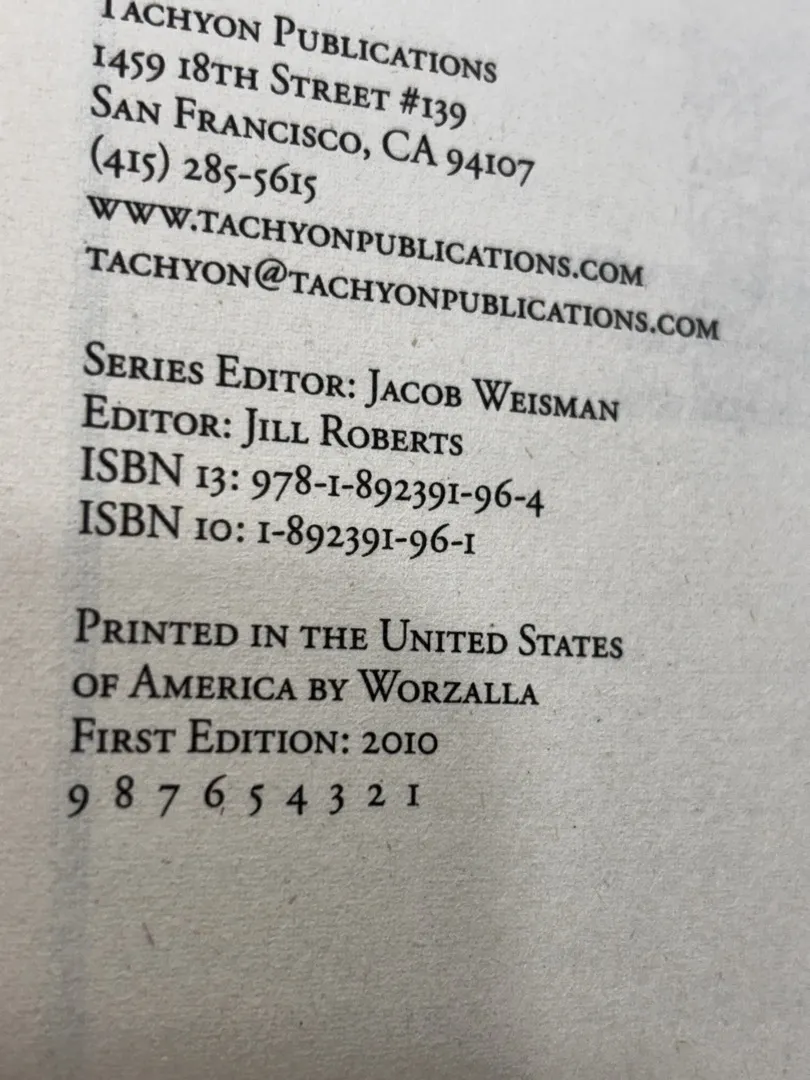 Tachyon Publications
1459 18th Street #139
San Francisco, CA 94107
(415) 285-5615
www.tachyonpublications.com
tachyon@tachyonpublications.com
Series Editor: Jacob Weisman
Editor: Jill Roberts
ISBN 13: 978-1-892391-96-4
ISBN 10: 1-892391-96-1
Printed in the United States
of America by Worzalla
First Edition: 2010
9 8 7 6 5 4 3 2 1